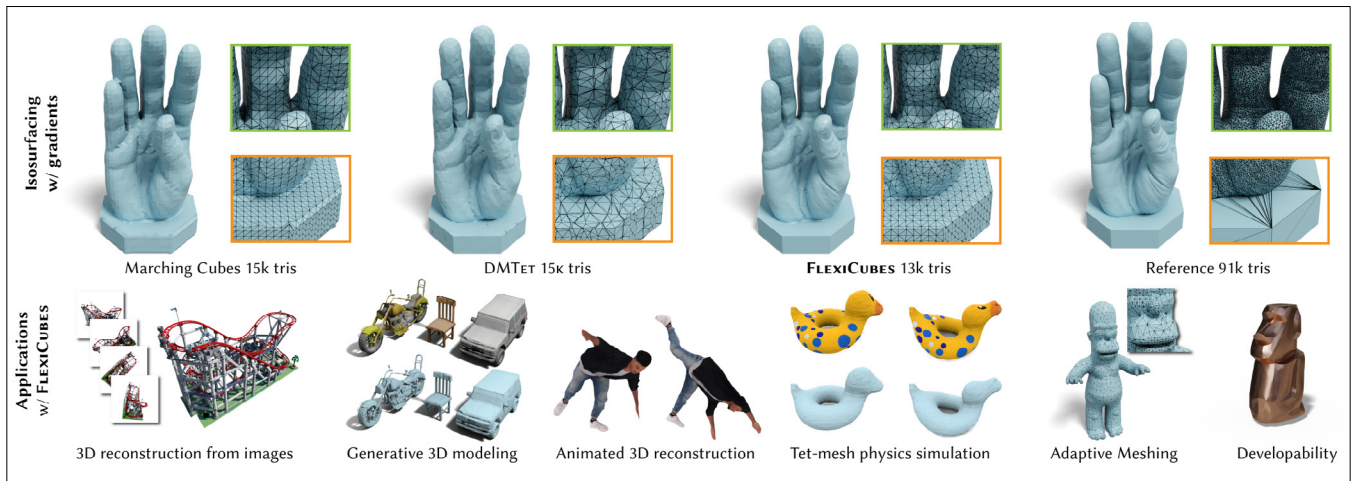 Isosurfacing
w/ gradients
Marching Cubes 15k tris
DMTET 15K tris
FLEXICUBES 13k tris
Reference 91k tris
Applications
w/ FLEXICUBES
3D reconstruction from images
Generative 3D modeling
Animated 3D reconstruction
Tet-mesh physics simulation
Adaptive Meshing
Developability